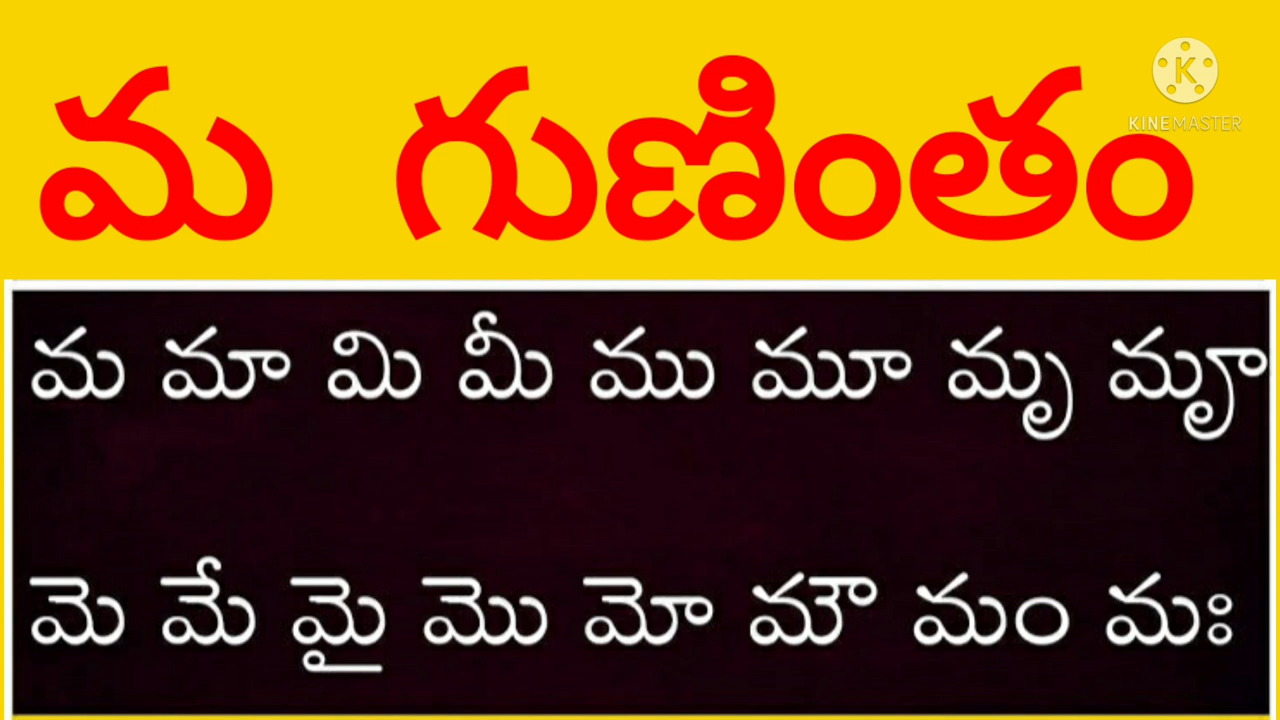 మ గుణింతం
K
KINEMASTER
మ మా మి మీ ము మూ మృ మౄ
మె మే మై మొ మో మౌ మం మః